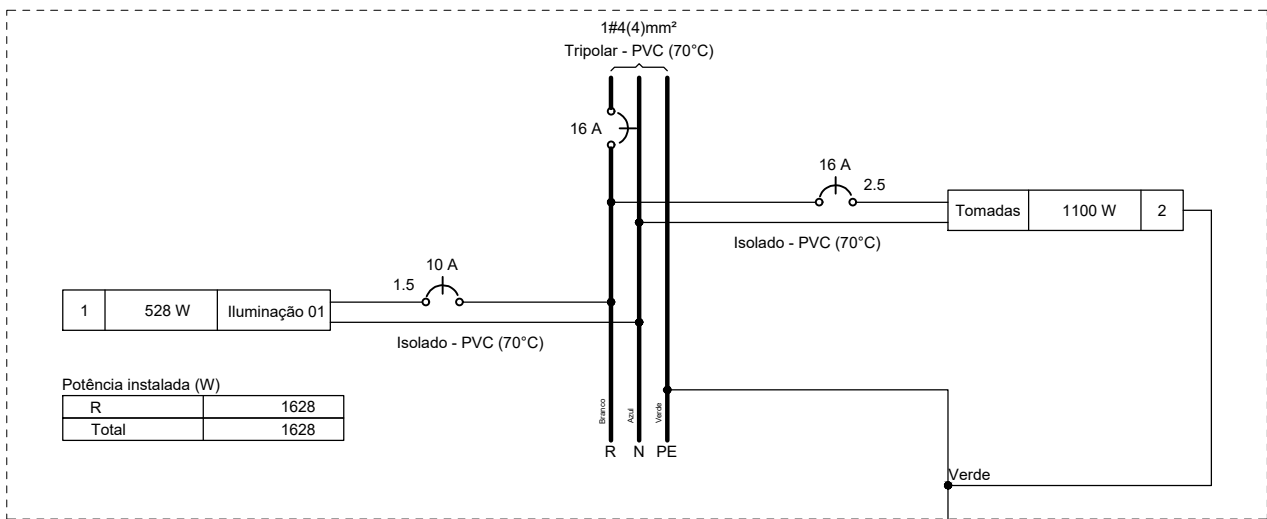 1#4(4)mm²
Tripolar - PVC (70°C)
16 A
16 A
2.5
Tomadas 1100 W 2
Isolado - PVC (70°C)
10 A
1.5
1 528 W Iluminação 01
Isolado - PVC (70°C)
Potência instalada (W)
R 1628
Total 1628
Branco
Azul
Verde
R N PE
Verde